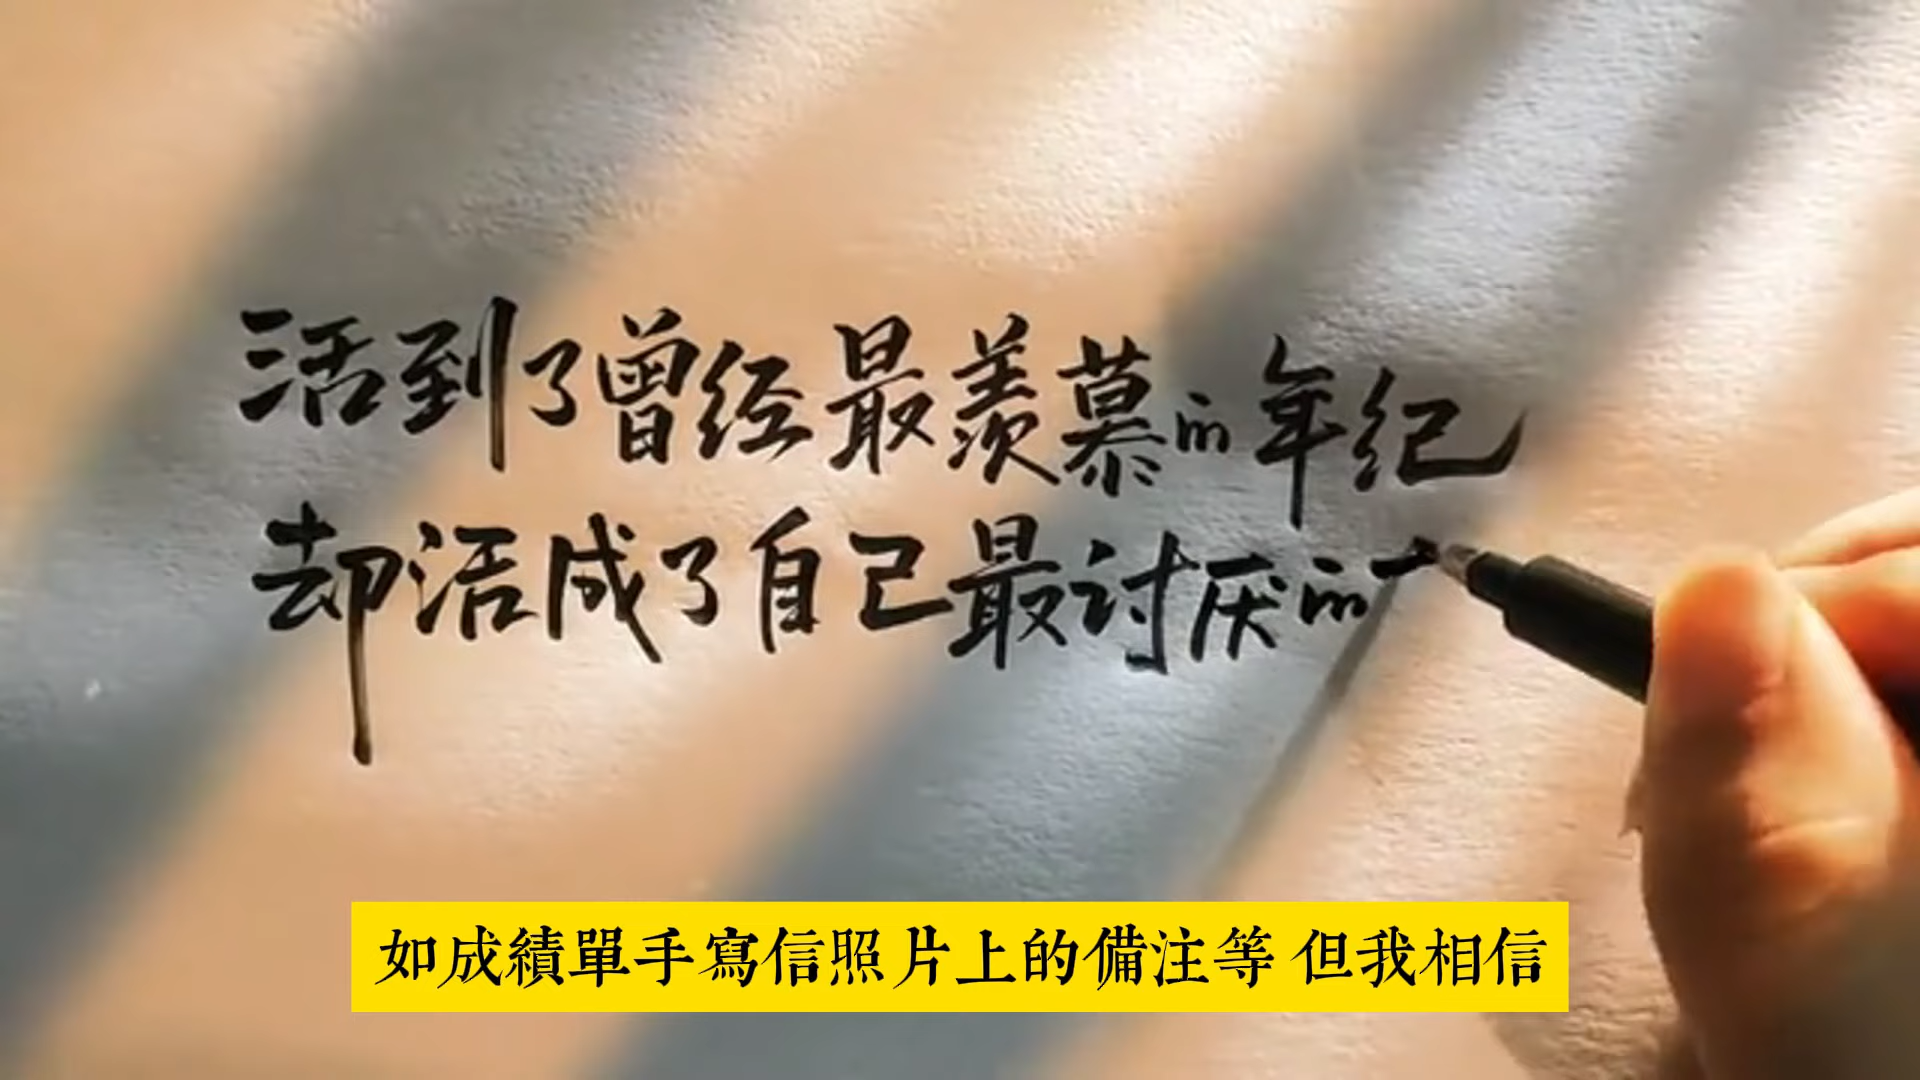 活到了曾经最羡慕的年纪
却活成了自己最讨厌的
如成績單手寫信照片上的備注等 但我相信